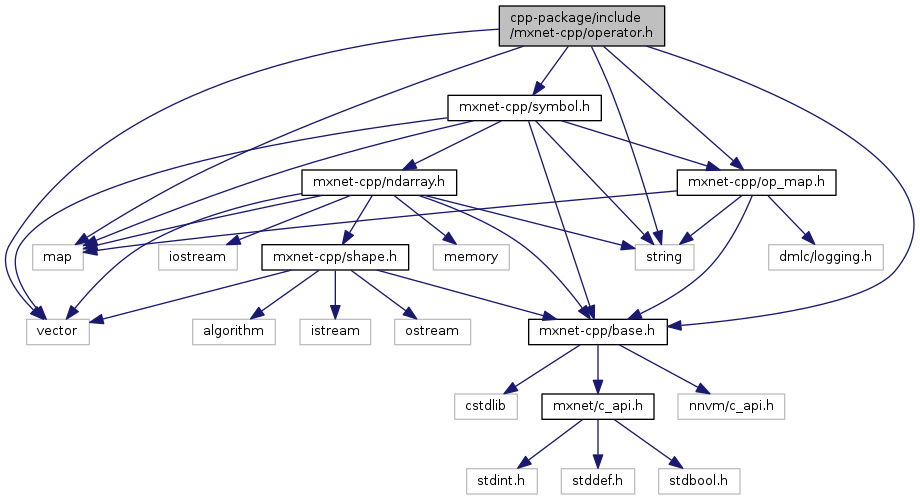 cpp-package/include
/mxnet-cpp/operator.h
mxnet-cpp/symbol.h
mxnet-cpp/ndarray.h
mxnet-cpp/op_map.h
map
iostream
mxnet-cpp/shape.h
memory
string
dmlc/logging.h
vector
algorithm
istream
ostream
mxnet-cpp/base.h
cstdlib
mxnet/c_api.h
nnvm/c_api.h
stdint.h
stddef.h
stdbool.h